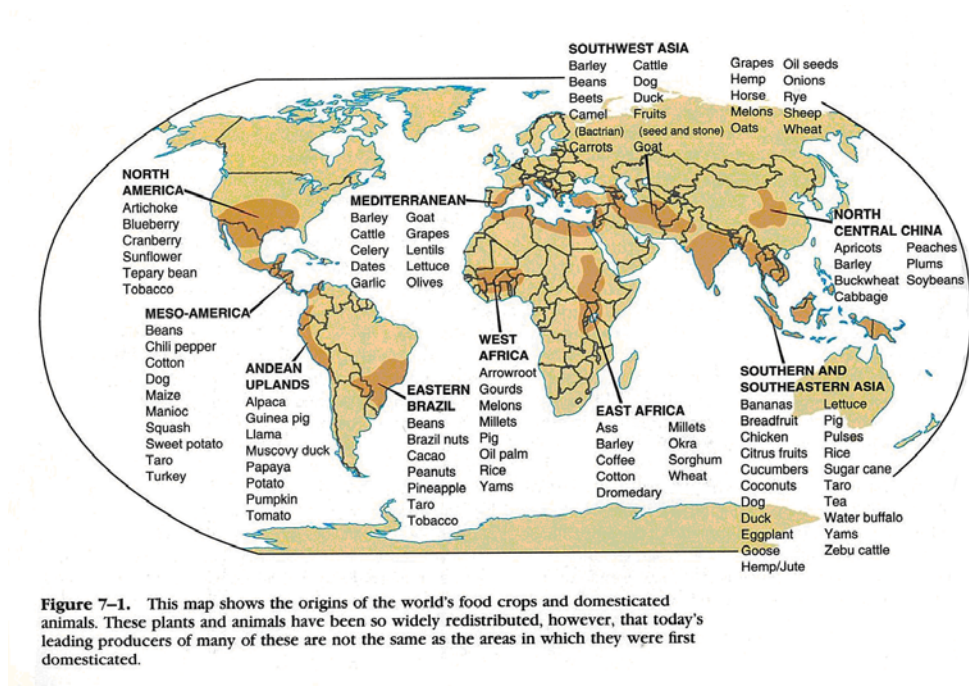 SOUTHWEST ASIA
Barley
Beans
Beets
Camel
(Bactrian)
Carrots
Cattle
Dog
Duck
Fruits
(seed and stone)
Goat
Grapes
Hemp
Horse
Melons
Oats
Oil seeds
Onions
Rye
Sheep
Wheat
NORTH
AMERICA
Artichoke
Blueberry
Cranberry
Sunflower
Tepary bean
Tobacco
MEDITERRANEAN
Barley
Cattle
Celery
Dates
Garlic
Goat
Grapes
Lentils
Lettuce
Olives
NORTH
CENTRAL CHINA
Apricots
Barley
Buckwheat
Cabbage
Peaches
Plums
Soybeans
MESO-AMERICA
Beans
Chili pepper
Cotton
Dog
Maize
Manioc
Squash
Sweet potato
Taro
Turkey
ANDEAN
UPLANDS
Alpaca
Guinea pig
Llama
Muscovy duck
Papaya
Potato
Pumpkin
Tomato
EASTERN
BRAZIL
Beans
Brazil nuts
Cacao
Peanuts
Pineapple
Taro
Tobacco
WEST
AFRICA
Arrowroot
Gourds
Melons
Millets
Pig
Oil palm
Rice
Yams
EAST AFRICA
Ass
Barley
Coffee
Cotton
Dromedary
Millets
Okra
Sorghum
Wheat
SOUTHERN AND
SOUTHEASTERN ASIA
Bananas
Breadfruit
Chicken
Citrus fruits
Cucumbers
Coconuts
Dog
Duck
Eggplant
Goose
Hemp/Jute
Lettuce
Pig
Pulses
Rice
Sugar cane
Taro
Tea
Water buffalo
Yams
Zebu cattle
Figure 7–1. This map shows the origins of the world's food crops and domesticated
animals. These plants and animals have been so widely redistributed, however, that today's
leading producers of many of these are not the same as the areas in which they were first
domesticated.